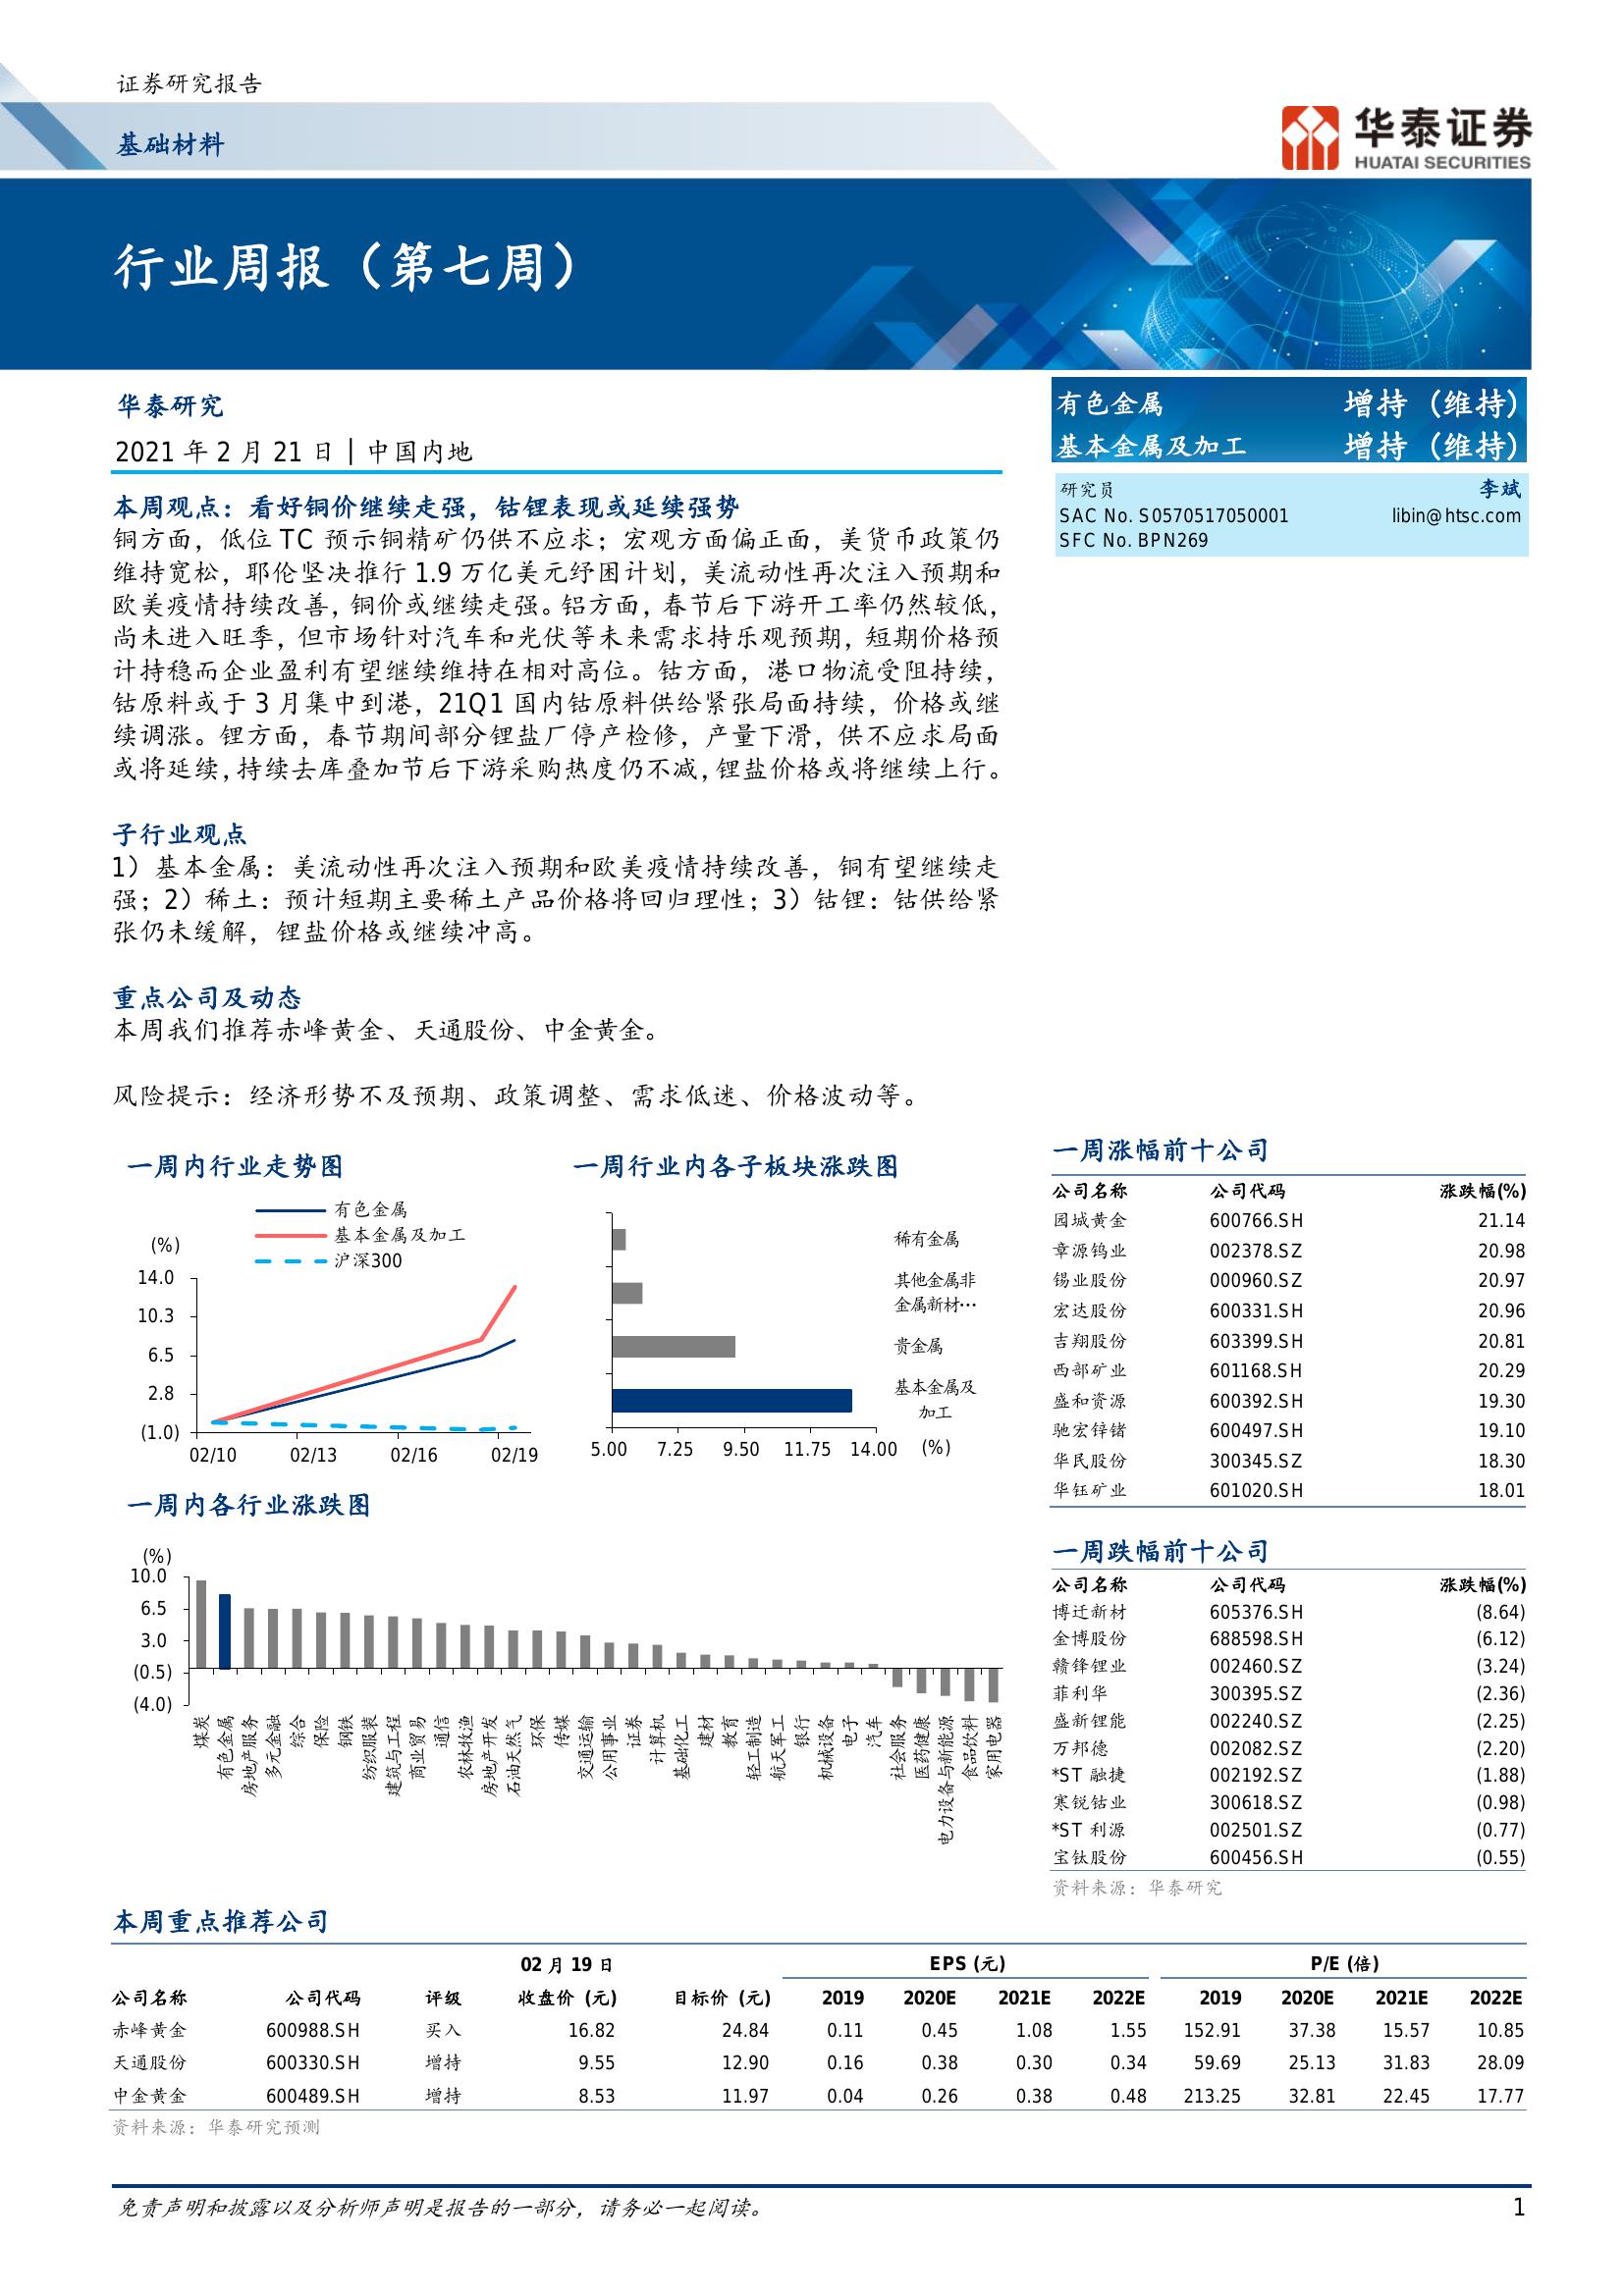 证券研究报告
基础材料
华泰证券
HUATAI SECURITIES
行业周报（第七周）
华泰研究
2021 年 2 月 21 日 | 中国内地
有色金属 增持 (维持)
基本金属及加工 增持 (维持)
研究员 李斌
SAC No. S0570517050001 libin@htsc.com
SFC No. BPN269
本周观点：看好铜价继续走强，钴锂表现或延续强势
铜方面，低位 TC 预示铜精矿仍供不应求；宏观方面偏正面，美货币政策仍
维持宽松，耶伦坚决推行 1.9 万亿美元纾困计划，美流动性再次注入预期和
欧美疫情持续改善，铜价或继续走强。铝方面，春节后下游开工率仍然较低，
尚未进入旺季，但市场针对汽车和光伏等未来需求持乐观预期，短期价格预
计持稳而企业盈利有望继续维持在相对高位。钴方面，港口物流受阻持续，
钴原料或于 3 月集中到港，21Q1 国内钴原料供给紧张局面持续，价格或继
续调涨。锂方面，春节期间部分锂盐厂停产检修，产量下滑，供不应求局面
或将延续，持续去库叠加节后下游采购热度仍不减，锂盐价格或将继续上行。
子行业观点
1）基本金属：美流动性再次注入预期和欧美疫情持续改善，铜有望继续走
强；2）稀土：预计短期主要稀土产品价格将回归理性；3）钴锂：钴供给紧
张仍未缓解，锂盐价格或继续冲高。
重点公司及动态
本周我们推荐赤峰黄金、天通股份、中金黄金。
风险提示：经济形势不及预期、政策调整、需求低迷、价格波动等。
一周内行业走势图
有色金属
基本金属及加工
沪深300
(%)
14.0
10.3
6.5
2.8
(1.0)
02/10 02/13 02/16 02/19
一周行业内各子板块涨跌图
稀有金属
其他金属非
金属新材…
贵金属
基本金属及
加工
5.00 7.25 9.50 11.75 14.00 (%)
一周内各行业涨跌图
(%)
10.0
6.5
3.0
(0.5)
(4.0)
煤炭 有色金属 房地产服务 多元金融 综合 保险 钢铁 纺织服装 建筑与工程 商业贸易 通信 农林牧渔 房地产开发 石油天然气 环保 传媒 交通运输 公用事业 证券 计算机 基础化工 建材 教育 轻工制造 航天军工 银行 机械设备 电子 汽车 社会服务 医药健康 电力设备与新能源 食品饮料 家用电器
一周涨幅前十公司
公司名称 公司代码 涨跌幅(%)
园城黄金 600766.SH 21.14
章源钨业 002378.SZ 20.98
锡业股份 000960.SZ 20.97
宏达股份 600331.SH 20.96
吉翔股份 603399.SH 20.81
西部矿业 601168.SH 20.29
盛和资源 600392.SH 19.30
驰宏锌锗 600497.SH 19.10
华民股份 300345.SZ 18.30
华钰矿业 601020.SH 18.01
一周跌幅前十公司
公司名称 公司代码 涨跌幅(%)
博迁新材 605376.SH (8.64)
金博股份 688598.SH (6.12)
赣锋锂业 002460.SZ (3.24)
菲利华 300395.SZ (2.36)
盛新锂能 002240.SZ (2.25)
万邦德 002082.SZ (2.20)
*ST 融捷 002192.SZ (1.88)
寒锐钴业 300618.SZ (0.98)
*ST 利源 002501.SZ (0.77)
宝钛股份 600456.SH (0.55)
资料来源：华泰研究
本周重点推荐公司
02 月 19 日 EPS (元) P/E (倍)
公司名称 公司代码 评级 收盘价 (元) 目标价 (元) 2019 2020E 2021E 2022E 2019 2020E 2021E 2022E
赤峰黄金 600988.SH 买入 16.82 24.84 0.11 0.45 1.08 1.55 152.91 37.38 15.57 10.85
天通股份 600330.SH 增持 9.55 12.90 0.16 0.38 0.30 0.34 59.69 25.13 31.83 28.09
中金黄金 600489.SH 增持 8.53 11.97 0.04 0.26 0.38 0.48 213.25 32.81 22.45 17.77
资料来源：华泰研究预测
免责声明和披露以及分析师声明是报告的一部分，请务必一起阅读。 1